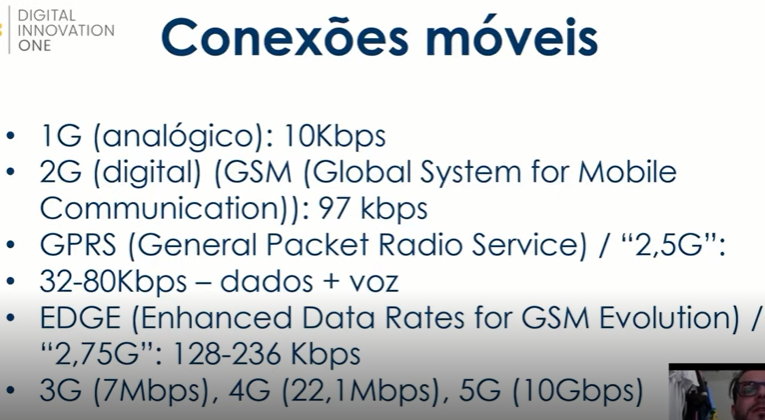 DIGITAL
INNOVATION
ONE
Conexões móveis
• 1G (analógico): 10Kbps
• 2G (digital) (GSM (Global System for Mobile
Communication)): 97 kbps
• GPRS (General Packet Radio Service) / “2,5G”:
• 32-80Kbps – dados + voz
• EDGE (Enhanced Data Rates for GSM Evolution) /
“2,75G”: 128-236 Kbps
• 3G (7Mbps), 4G (22,1Mbps), 5G (10Gbps)